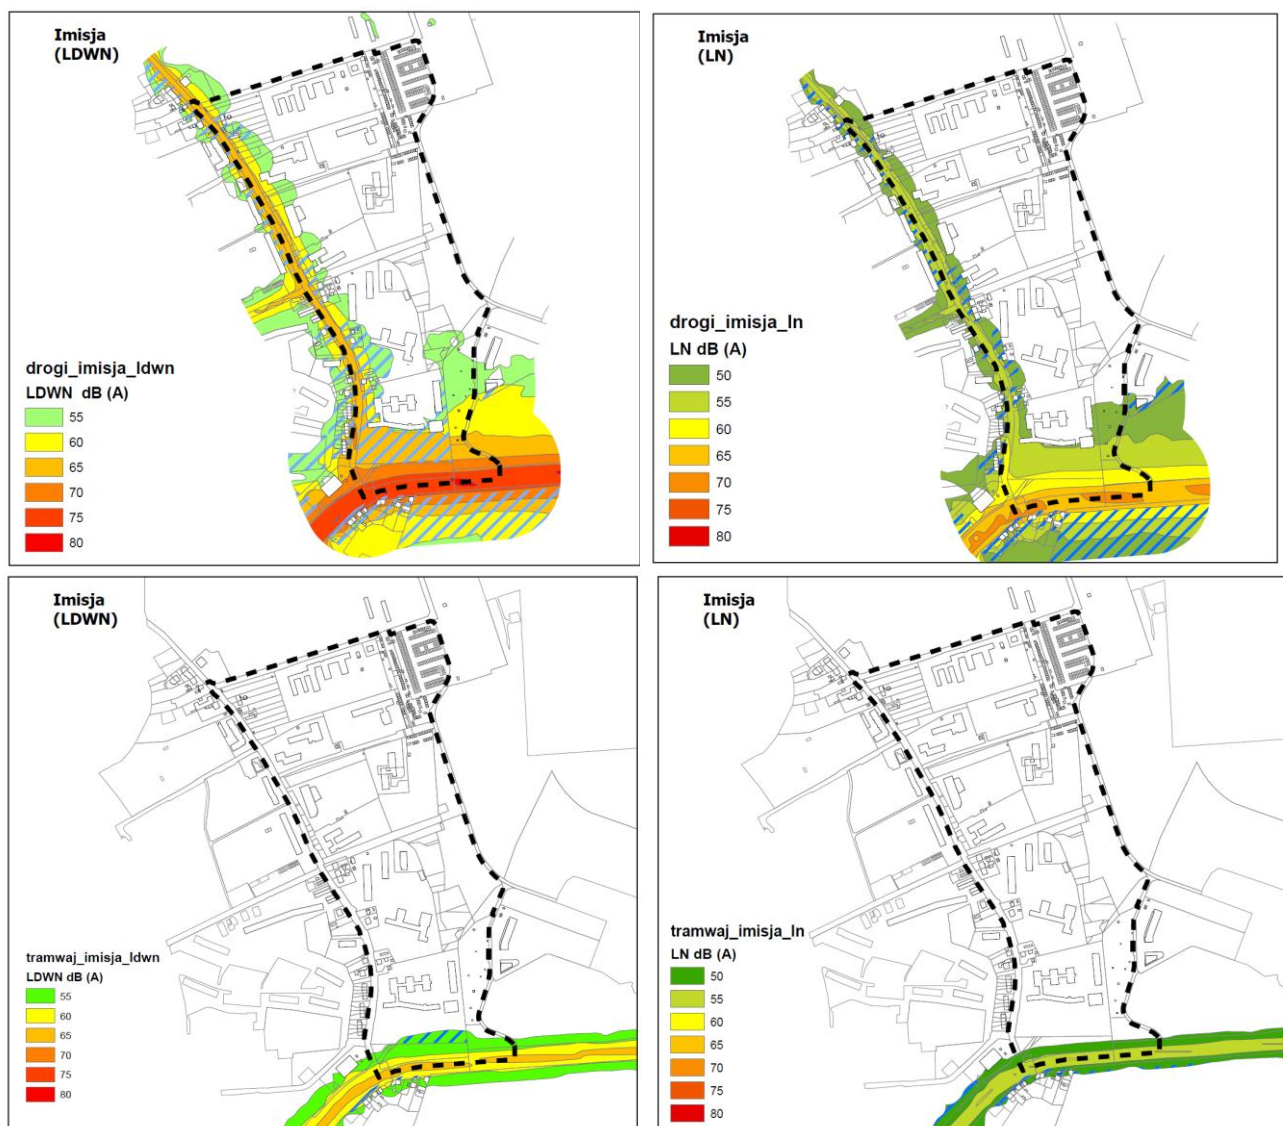 Imisja
(LDWN)
drogi_imisja_ldwn
LDWN dB (A)
55
60
65
70
75
80
Imisja
(LN)
drogi_imisja_ln
LN dB (A)
50
55
60
65
70
75
80
Imisja
(LDWN)
tramwaj_imisja_ldwn
LDWN dB (A)
55
60
65
70
75
80
Imisja
(LN)
tramwaj_imisja_ln
LN dB (A)
50
55
60
65
70
75
80